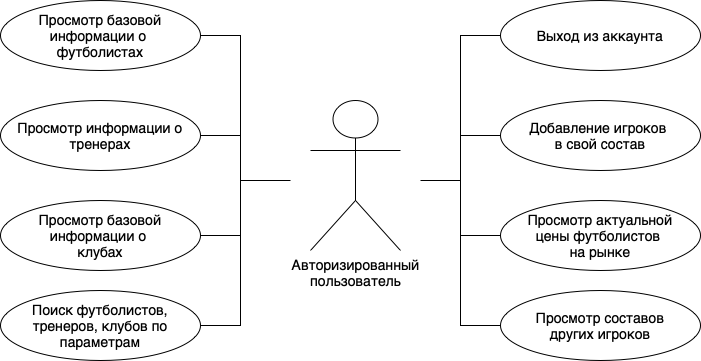 Просмотр базовой
информации о
футболистах
Просмотр информации о
тренерах
Просмотр базовой
информации о
клубах
Поиск футболистов,
тренеров, клубов по
параметрам
Авторизированный
пользователь
Выход из аккаунта
Добавление игроков
в свой состав
Просмотр актуальной
цены футболистов
на рынке
Просмотр составов
других игроков